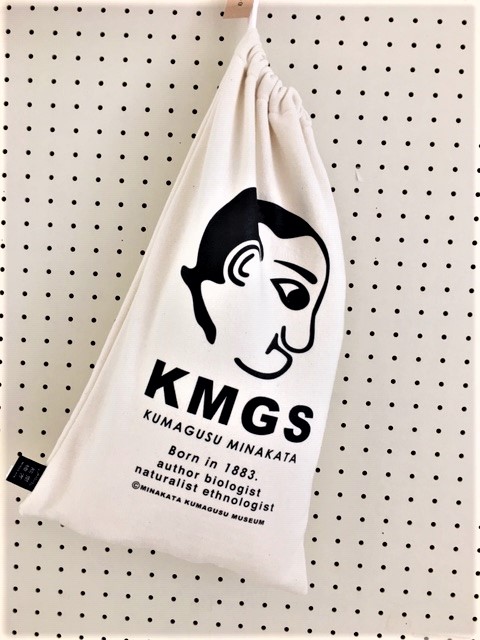 KMGS
KUMAGUSU MINAKATA
Born in 1883.
author biologist
naturalist ethnologist
©MINAKATA KUMAGUSU MUSEUM